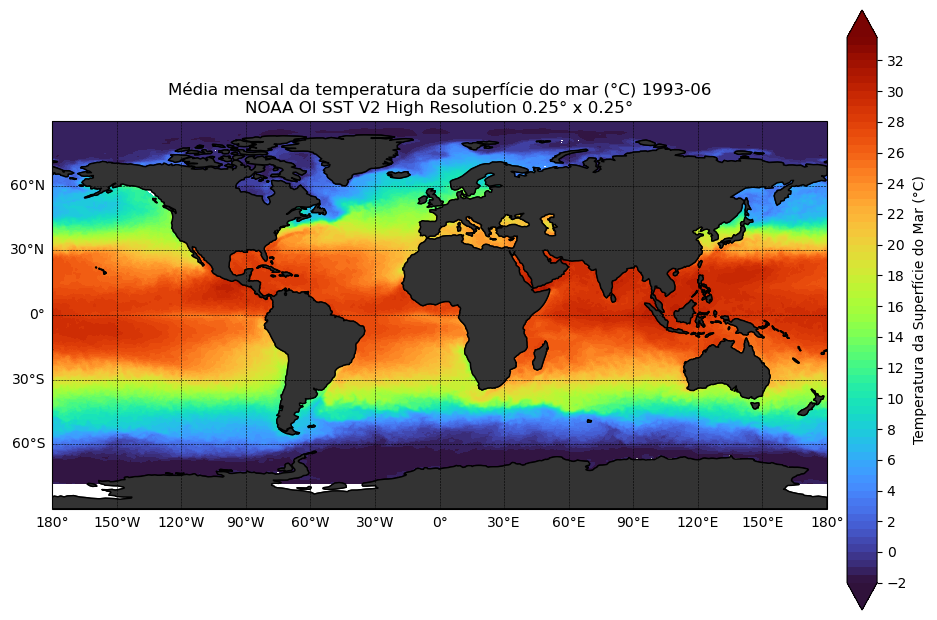 Média mensal da temperatura da superfície do mar (°C) 1993-06
NOAA OI SST V2 High Resolution 0.25° x 0.25°
60°N
30°N
0°
30°S
60°S
180° 150°W 120°W 90°W 60°W 30°W 0° 30°E 60°E 90°E 120°E 150°E 180°
32
30
28
26
24
22
20
18
16
14
12
10
8
6
4
2
0
−2
Temperatura da Superfície do Mar (°C)